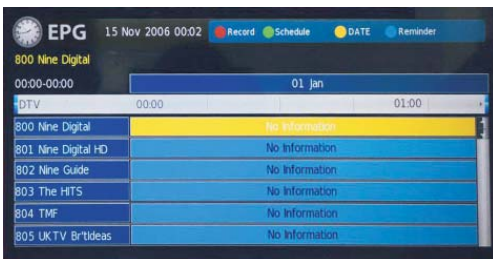 EPG 15 Nov 2006 00:02 Record Schedule DATE Reminder
800 Nine Digital
00:00-00:00 01 Jan
DTV 00:00 01:00
800 Nine Digital No Information
801 Nine Digital HD No Information
802 Nine Guide No Information
803 The HITS No Information
804 TMF No Information
805 UKTV Br'tIdeas No Information